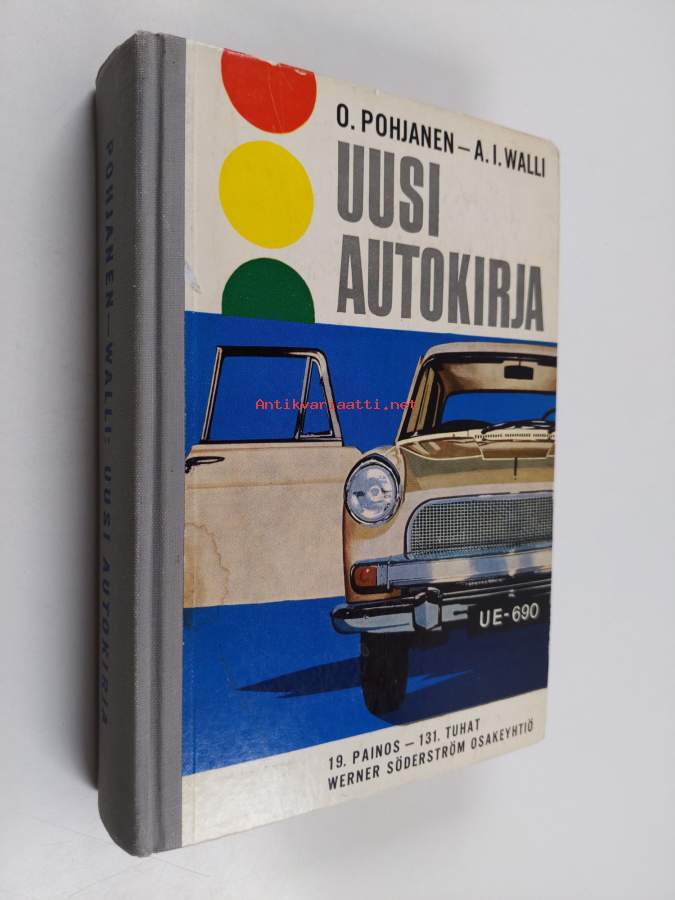 O. POHJANEN – A. I. WALLI
UUSI
AUTOKIRJA
Antikvariaatti.net
UE-690
19. PAINOS – 131. TUHAT
WERNER SÖDERSTRÖM OSAKEYHTIÖ
POHJANEN – WALLI: UUSI AUTOKIRJA